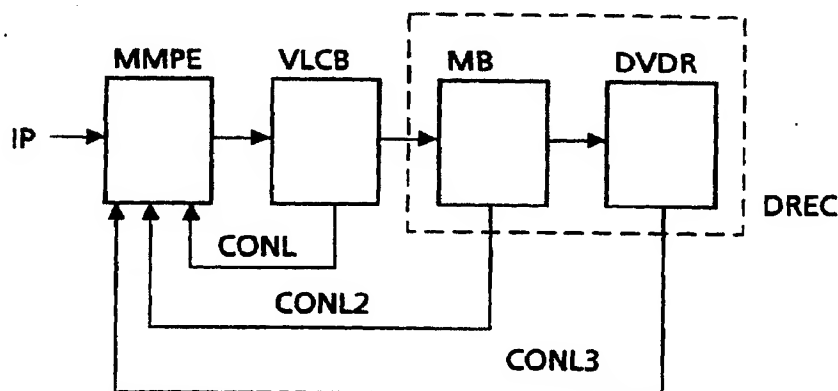 MMPE VLCB MB DVDR
IP
DREC
CONL
CONL2
CONL3